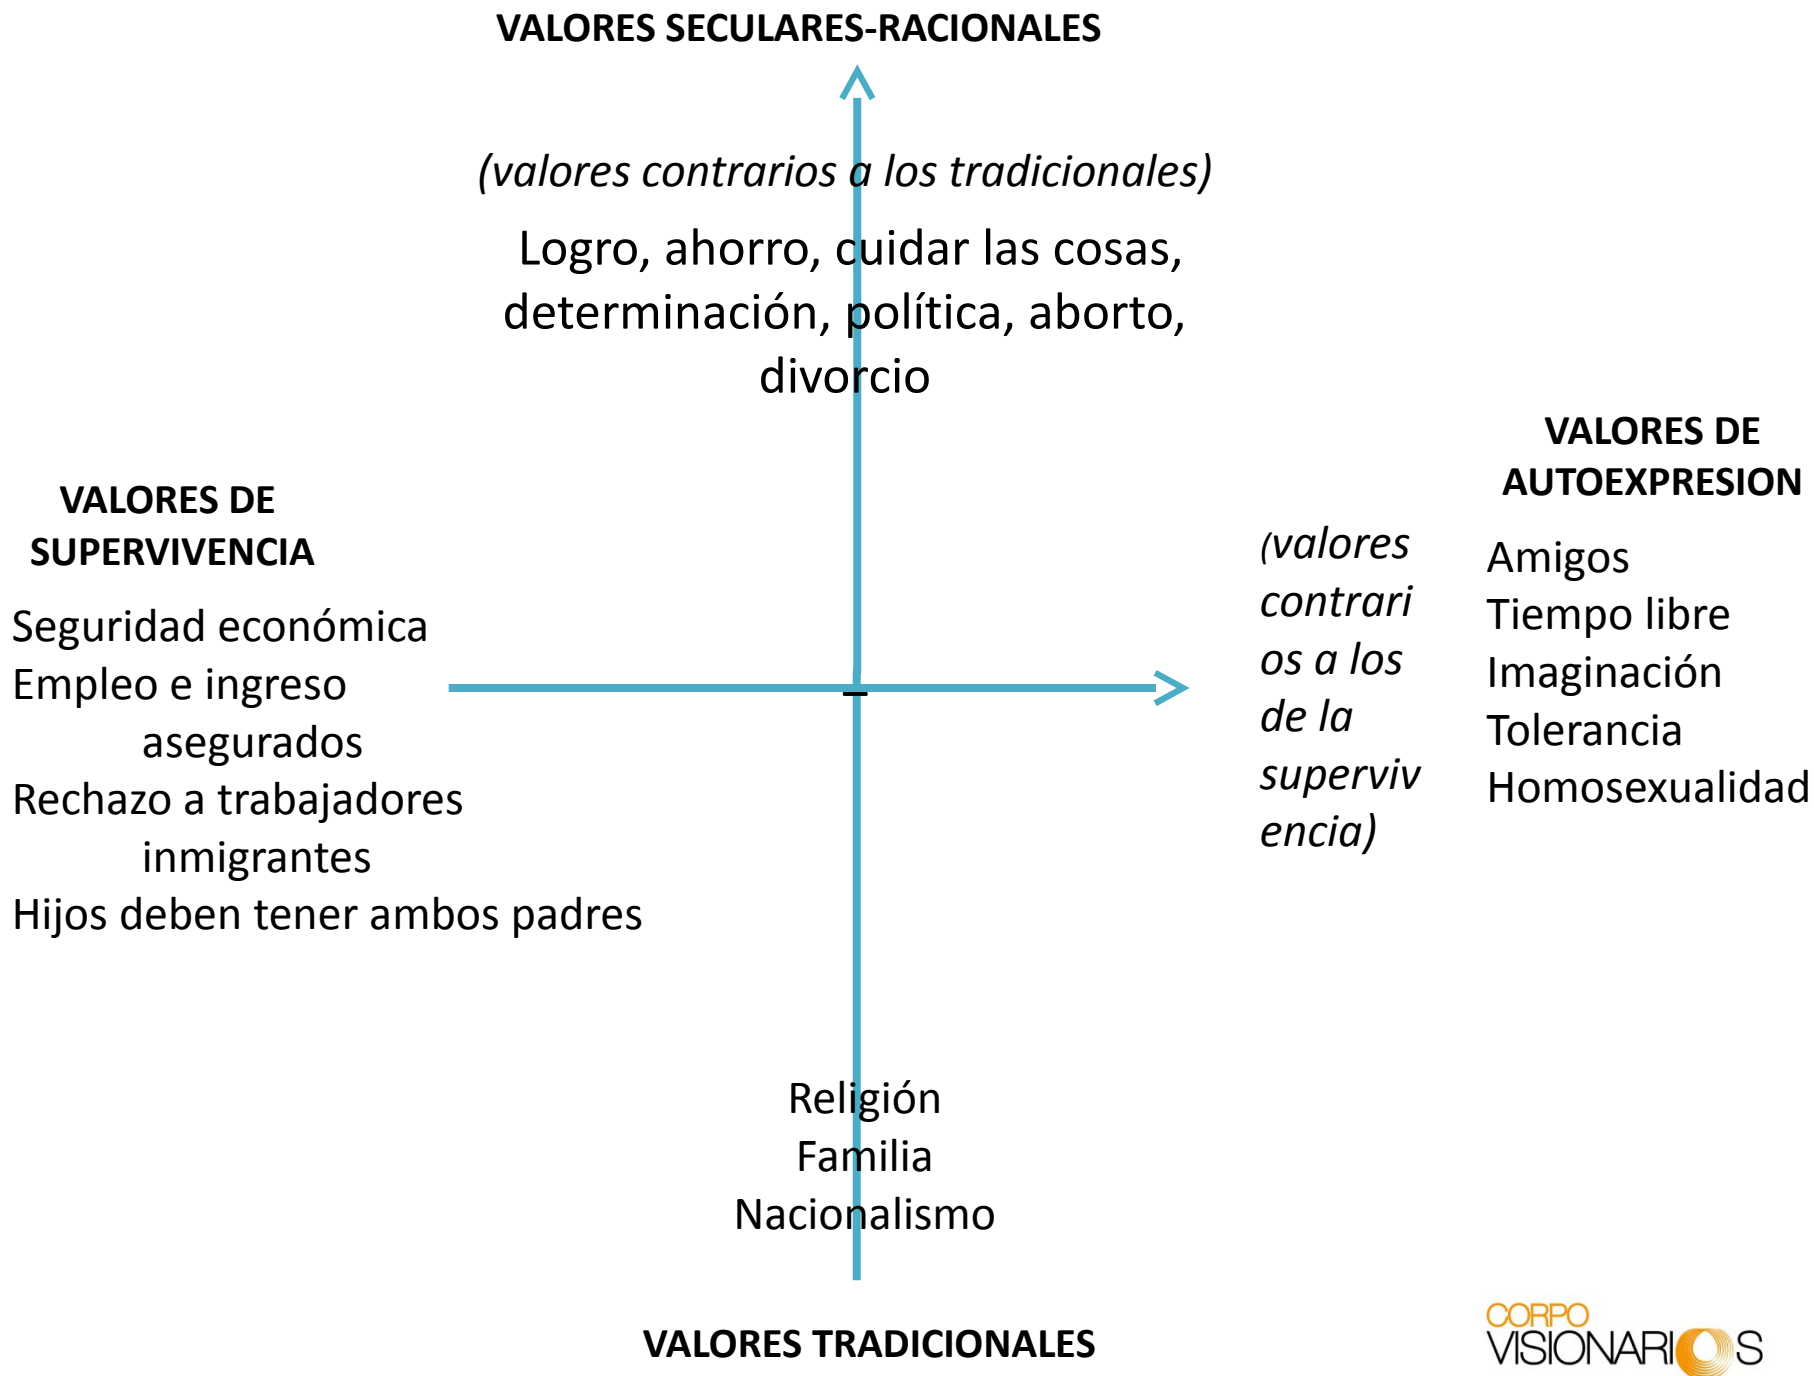 VALORES SECULARES-RACIONALES
(valores contrarios a los tradicionales)
Logro, ahorro, cuidar las cosas,
determinación, política, aborto,
divorcio
VALORES DE
SUPERVIVENCIA
Seguridad económica
Empleo e ingreso
asegurados
Rechazo a trabajadores
inmigrantes
Hijos deben tener ambos padres
(valores
contrari
os a los
de la
superviv
encia)
VALORES DE
AUTOEXPRESION
Amigos
Tiempo libre
Imaginación
Tolerancia
Homosexualidad
Religión
Familia
Nacionalismo
VALORES TRADICIONALES
CORPO
VISIONARIOS